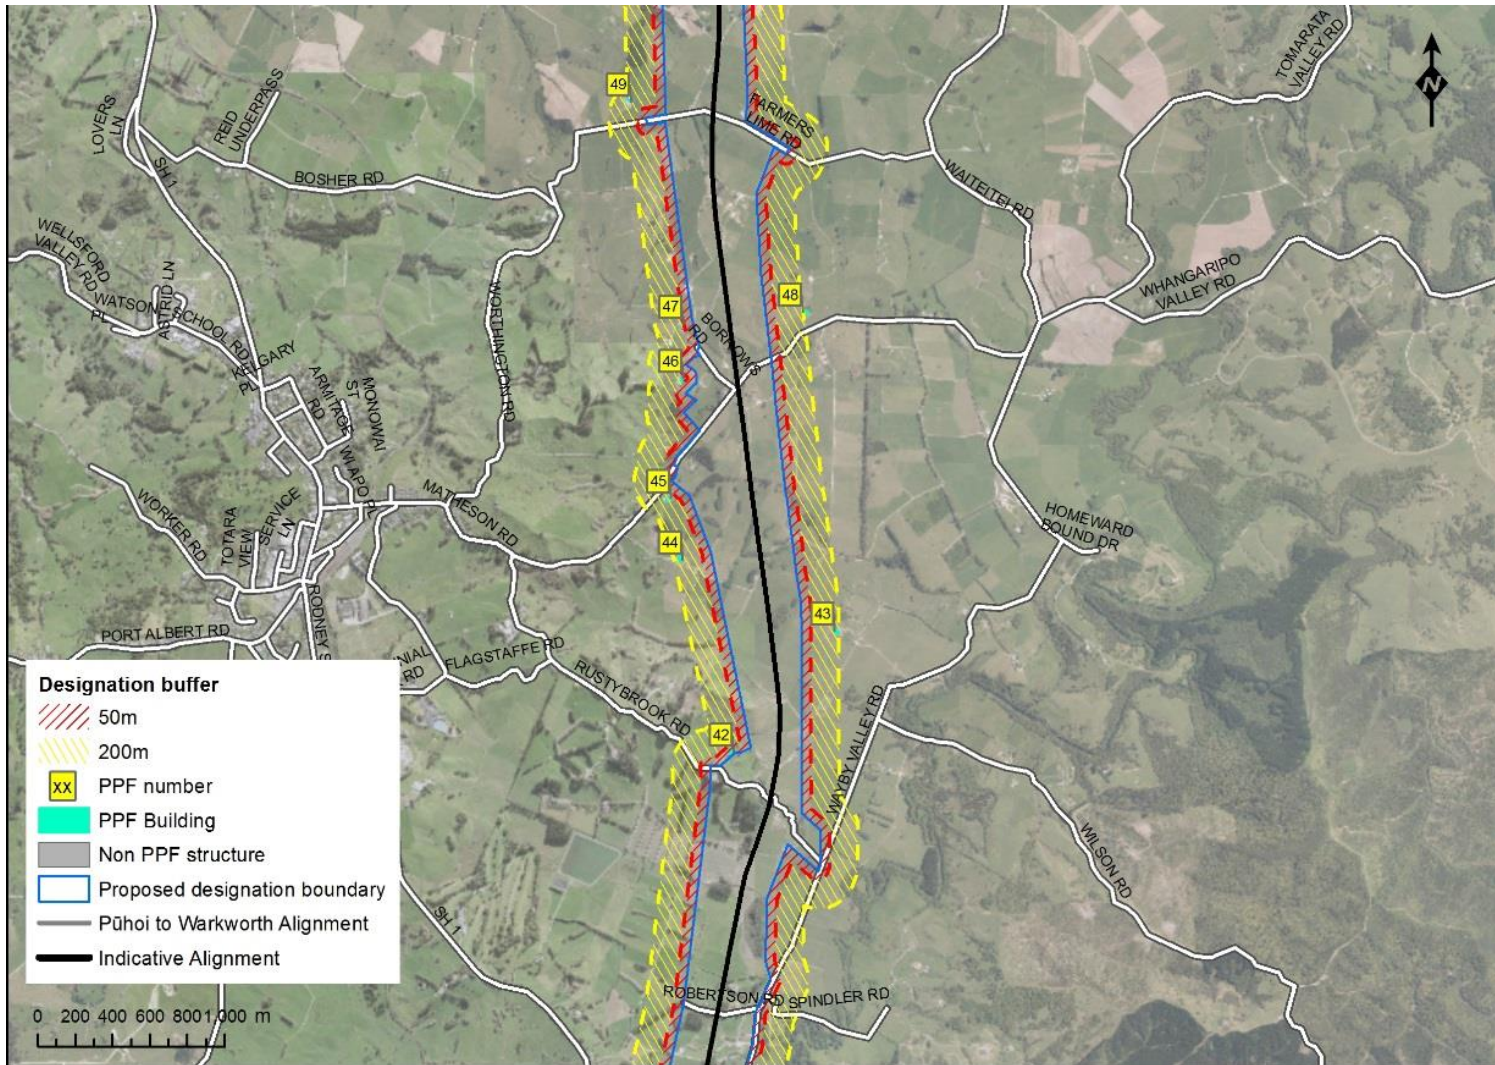 49
LOVERS
LN
REID
UNDERPASS
FARMERS
LIME RD
TOMARATA
VALLEY RD
N
SH 1
BOSHER RD
WAITEITEI RD
WELLSFORD
VALLEY RD
WATSON
PL
ASTRID LN
SCHOOL RD
KELGARY
PL
ARMITAGE
RD
MONOWAI
ST
WORTHINGTON RD
47
48
BORROWS
RD
46
WHANGARIPO
VALLEY RD
WORKER RD
TOTARA
VIEW
SERVICE
LN
WI APO PL
MATHESON RD
45
44
HOMEWARD
BOUND DR
43
PORT ALBERT RD
RODNEY S
NIAL
RD
FLAGSTAFFE RD
RUSTYBROOK RD
42
WAYBY VALLEY RD
WILSON RD
SH 1
ROBERTSON RD
SPINDLER RD
Designation buffer
50m
200m
xx PPF number
PPF Building
Non PPF structure
Proposed designation boundary
Pūhoi to Warkworth Alignment
Indicative Alignment
0 200 400 600 800 1,000 m